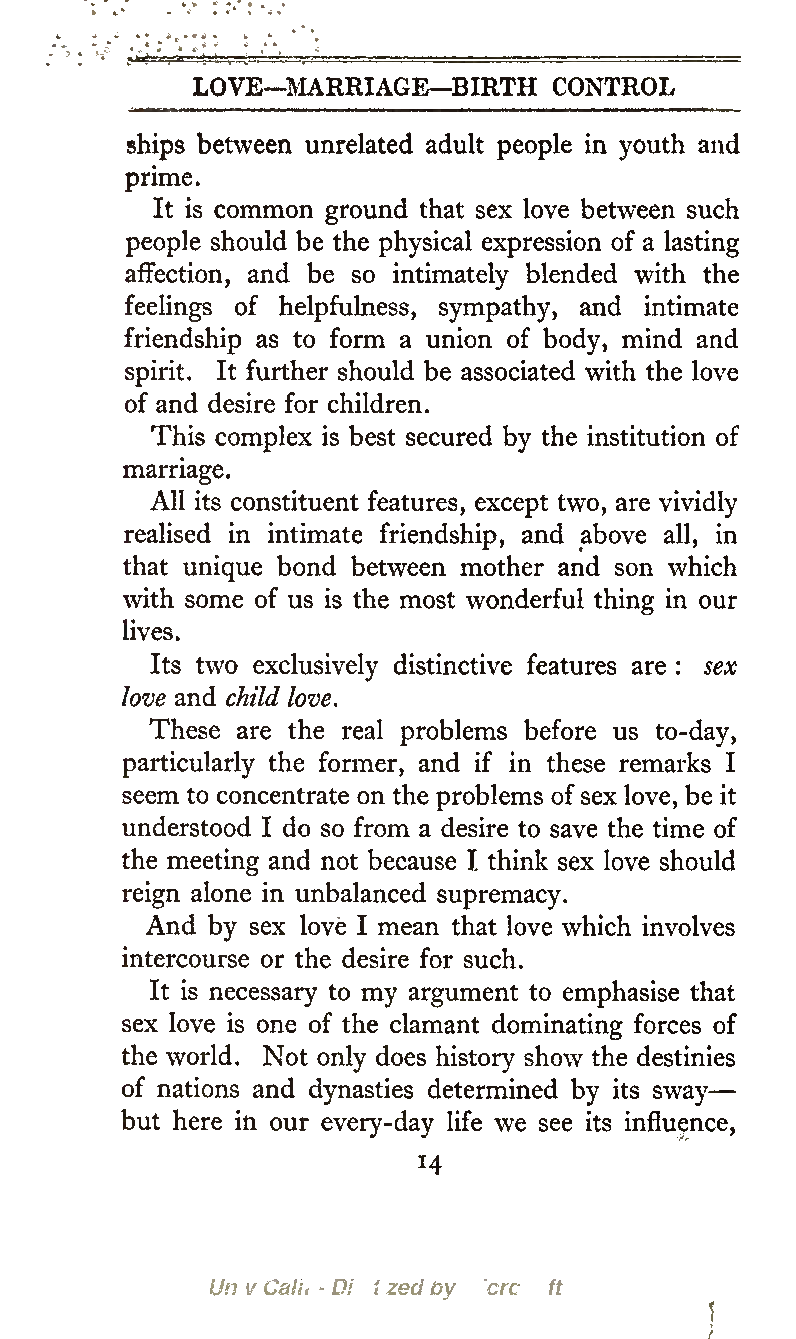 LOVE—MARRIAGE—BIRTH CONTROL
ships between unrelated adult people in youth and
prime.
It is common ground that sex love between such
people should be the physical expression of a lasting
affection, and be so intimately blended with the
feelings of helpfulness, sympathy, and intimate
friendship as to form a union of body, mind and
spirit. It further should be associated with the love
of and desire for children.
This complex is best secured by the institution of
marriage.
All its constituent features, except two, are vividly
realised in intimate friendship, and above all, in
that unique bond between mother and son which
with some of us is the most wonderful thing in our
lives.
Its two exclusively distinctive features are : sex
love and child love.
These are the real problems before us to-day,
particularly the former, and if in these remarks I
seem to concentrate on the problems of sex love, be it
understood I do so from a desire to save the time of
the meeting and not because I think sex love should
reign alone in unbalanced supremacy.
And by sex love I mean that love which involves
intercourse or the desire for such.
It is necessary to my argument to emphasise that
sex love is one of the clamant dominating forces of
the world. Not only does history show the destinies
of nations and dynasties determined by its sway—
but here in our every-day life we see its influence,
14
by